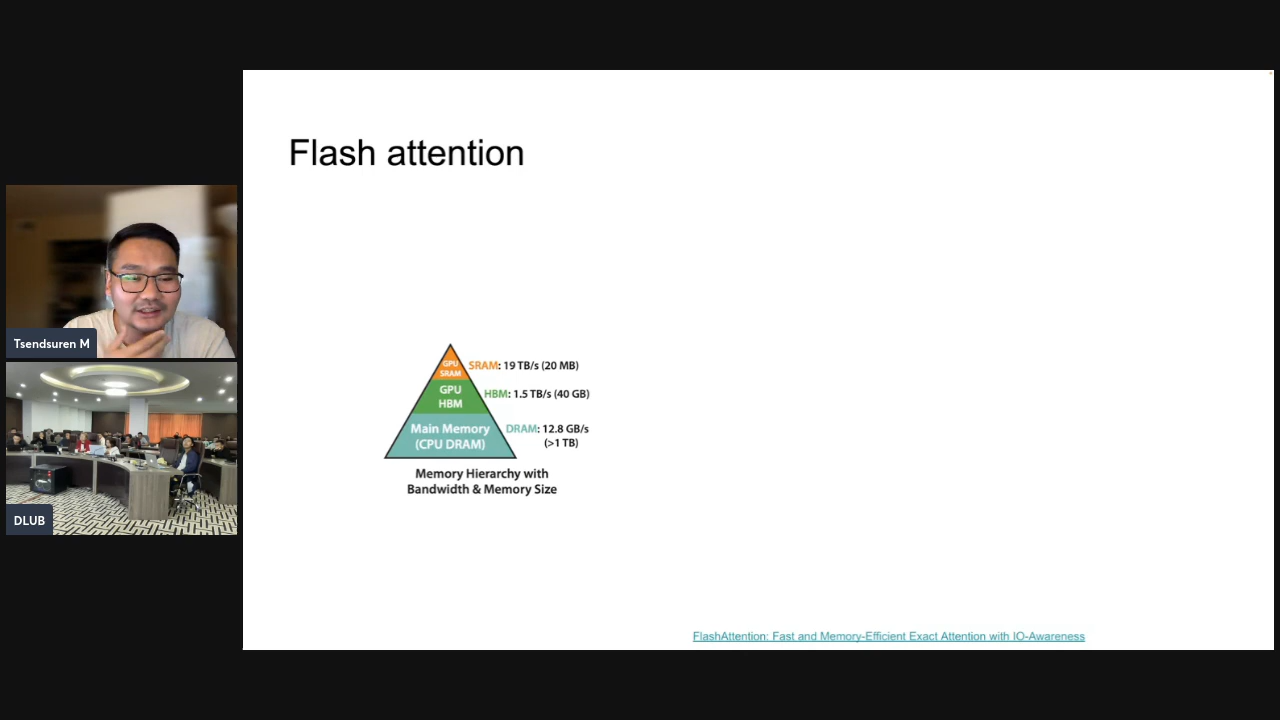 Flash attention
GPU
SRAM
SRAM: 19 TB/s (20 MB)
GPU
HBM
HBM: 1.5 TB/s (40 GB)
Main Memory
(CPU DRAM)
DRAM: 12.8 GB/s
(>1 TB)
Memory Hierarchy with
Bandwidth & Memory Size
FlashAttention: Fast and Memory-Efficient Exact Attention with IO-Awareness
Tsendsuren M
DLUB